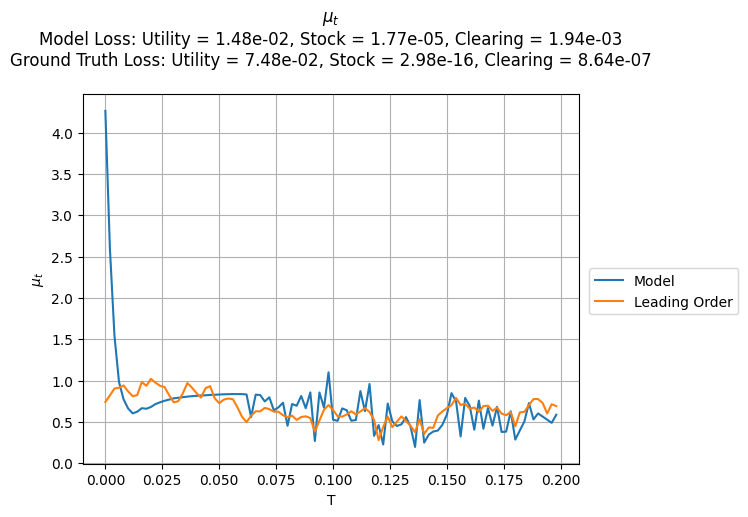 μt
Model Loss: Utility = 1.48e-02, Stock = 1.77e-05, Clearing = 1.94e-03
Ground Truth Loss: Utility = 7.48e-02, Stock = 2.98e-16, Clearing = 8.64e-07
4.0
3.5
3.0
2.5
2.0
1.5
1.0
0.5
0.0
μt
0.000 0.025 0.050 0.075 0.100 0.125 0.150 0.175 0.200
T
Model
Leading Order